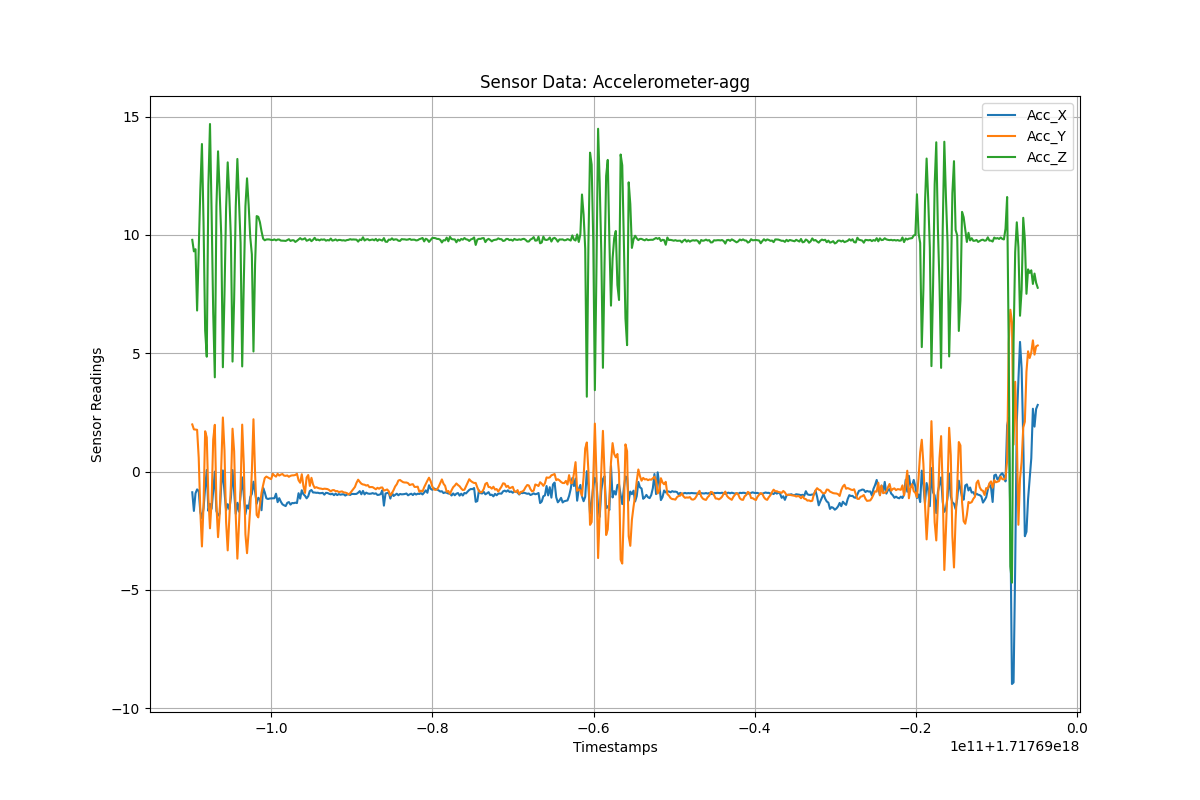 Sensor Data: Accelerometer-agg
Acc_X
Acc_Y
Acc_Z
15
10
5
0
−5
−10
Sensor Readings
−1.0
−0.8
−0.6
−0.4
−0.2
0.0
Timestamps
1e11+1.71769e18